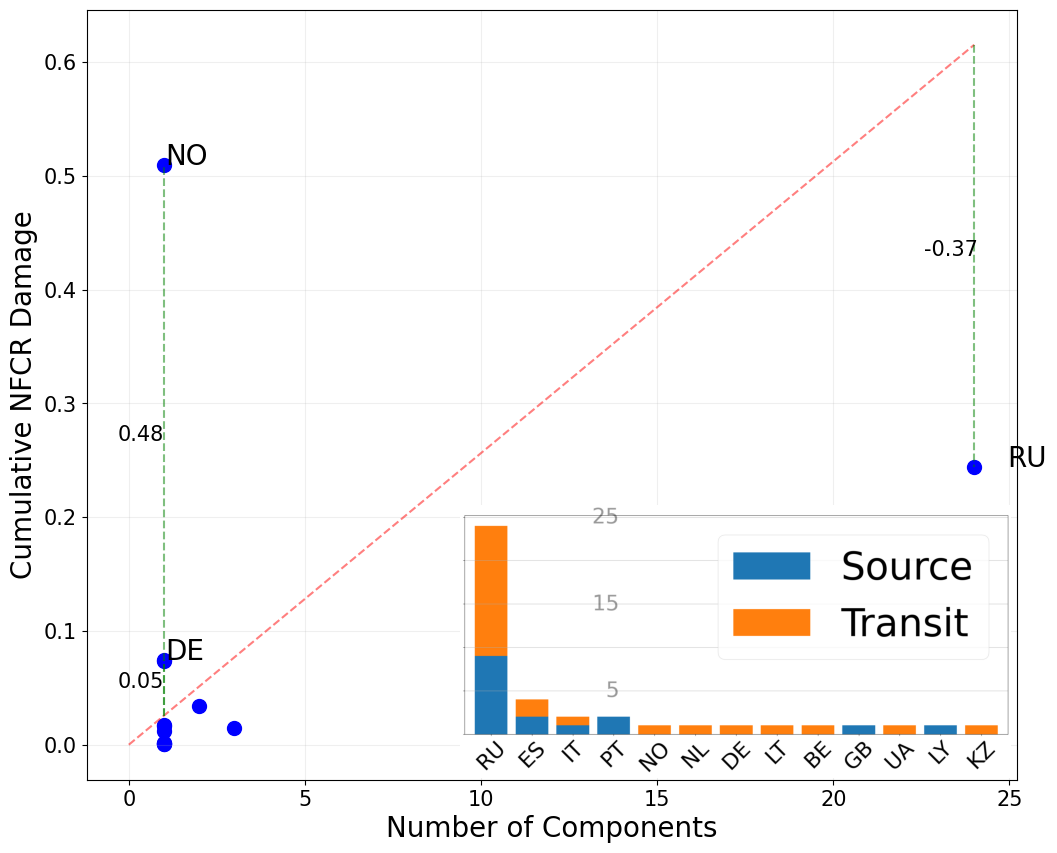 0.6
0.5
0.4
0.3
0.2
0.1
0.0
Cumulative NFCR Damage
NO
-0.37
0.48
RU
DE
0.05
25
15
5
Source
Transit
RU ES IT PT NO NL DE LT BE GB UA LY KZ
0 5 10 15 20 25
Number of Components